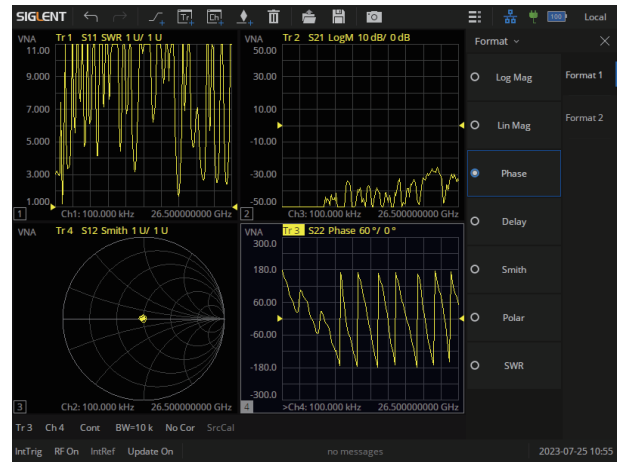 SIGLENT
Tr
Ch
100
Local
VNA Tr 1 S11 SWR 1 U/ 1 U
11.00
9.000
7.000
5.000
3.000
1.000
1
Ch1: 100.000 kHz 26.500000000 GHz
VNA Tr 2 S21 LogM 10 dB/ 0 dB
50.00
30.00
10.00
-10.00
-30.00
-50.00
2
Ch3: 100.000 kHz 26.500000000 GHz
VNA Tr 4 S12 Smith 1 U/ 1 U
3
Ch2: 100.000 kHz 26.500000000 GHz
VNA Tr 3 S22 Phase 60 °/ 0 °
300.0
180.0
60.00
-60.00
-180.0
-300.0
4
>Ch4: 100.000 kHz 26.500000000 GHz
Format
Log Mag
Lin Mag
Phase
Delay
Smith
Polar
SWR
Format 1
Format 2
Tr 3 Ch 4 Cont BW=10 k No Cor SrcCal
IntTrig RF On IntRef Update On no messages 2023-07-25 10:55